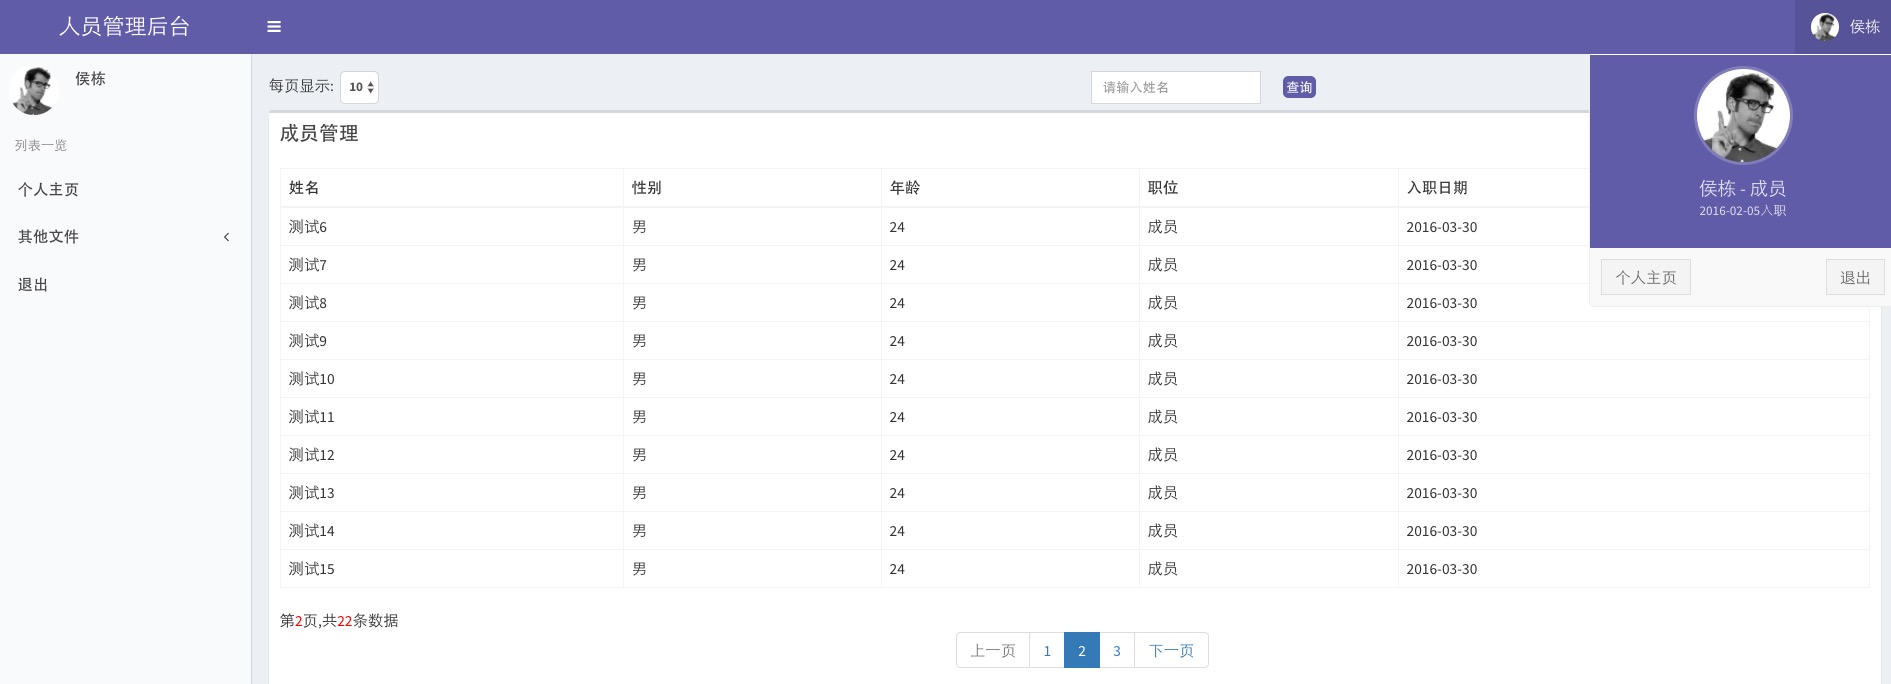 人员管理后台
侯栋
侯栋
列表一览
个人主页
其他文件
退出
每页显示: 10
请输入姓名
查询
侯栋 - 成员
2016-02-05入职
个人主页
退出
成员管理
姓名 性别 年龄 职位 入职日期
测试6 男 24 成员 2016-03-30
测试7 男 24 成员 2016-03-30
测试8 男 24 成员 2016-03-30
测试9 男 24 成员 2016-03-30
测试10 男 24 成员 2016-03-30
测试11 男 24 成员 2016-03-30
测试12 男 24 成员 2016-03-30
测试13 男 24 成员 2016-03-30
测试14 男 24 成员 2016-03-30
测试15 男 24 成员 2016-03-30
第2页,共22条数据
上一页 1 2 3 下一页